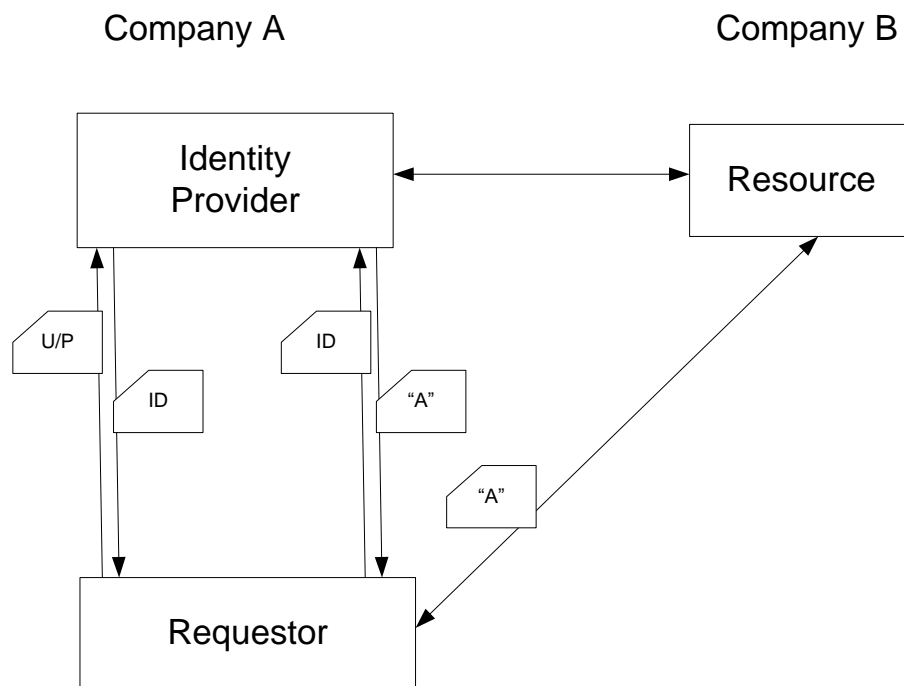 Company A
Company B
Identity
Provider
Resource
U/P
ID
ID
“A”
“A”
Requestor